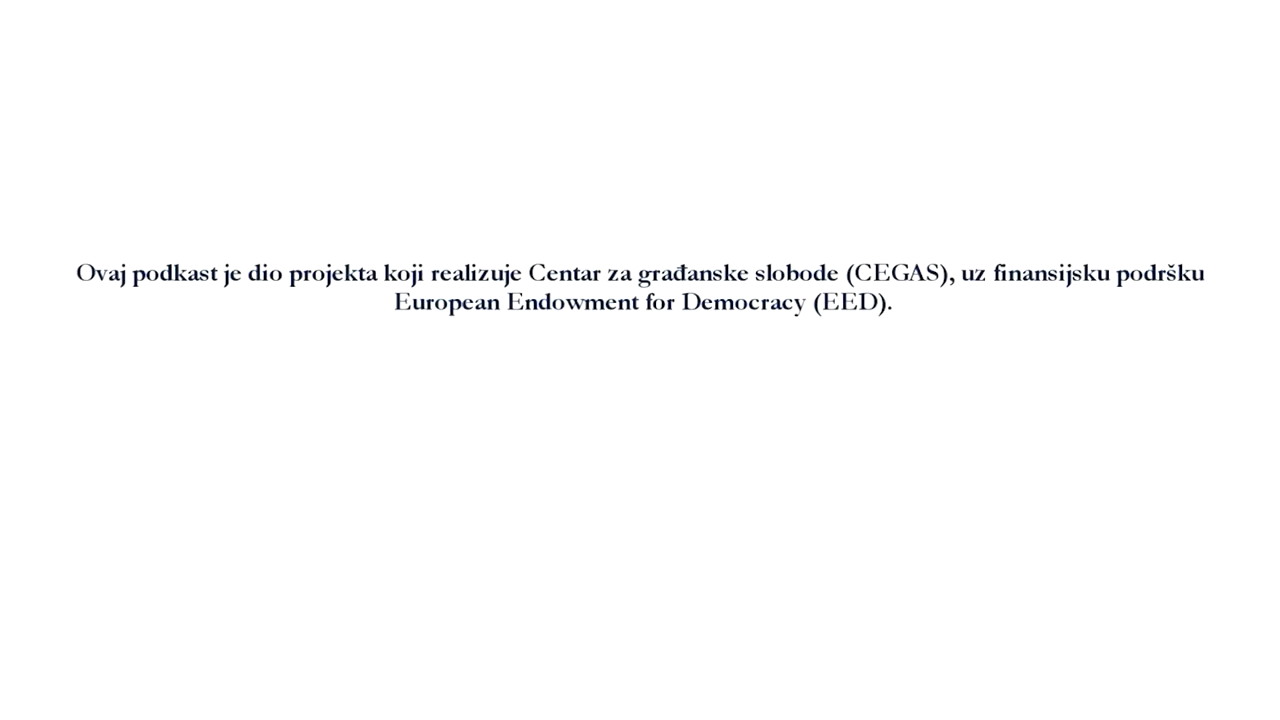 Ovaj podkast je dio projekta koji realizuje Centar za građanske slobode (CEGAS), uz finansijsku podršku
European Endowment for Democracy (EED).